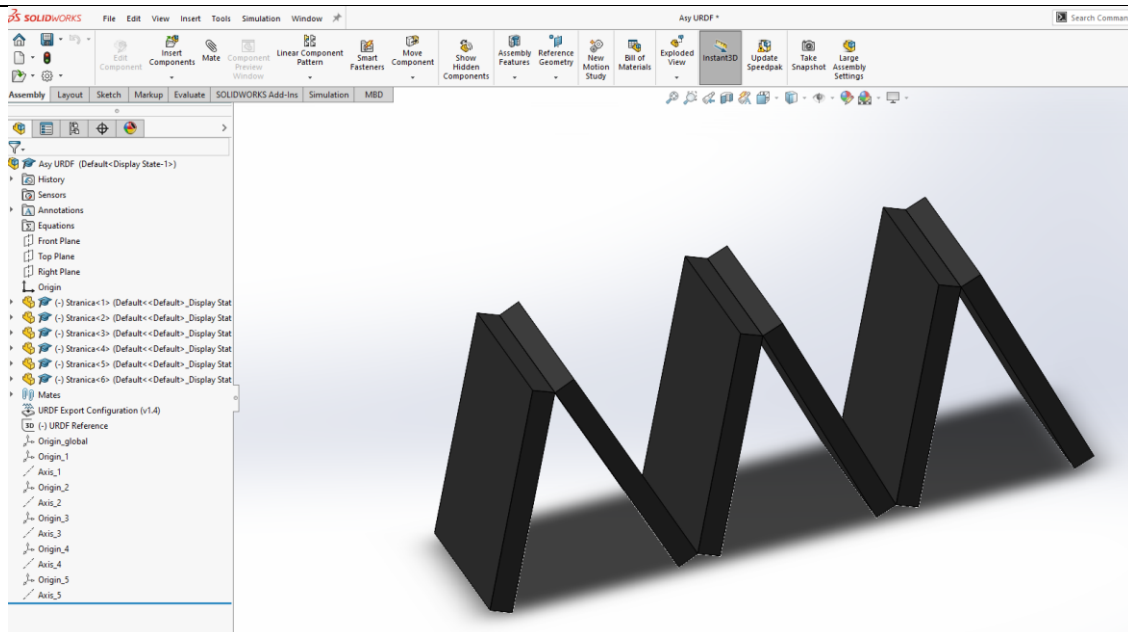 SOLIDWORKS File Edit View Insert Tools Simulation Window Asy URDF * Search Comman
Edit Component
Insert Components
Mate
Component Preview Window
Linear Component Pattern
Smart Fasteners
Move Component
Show Hidden Components
Assembly Features
Reference Geometry
New Motion Study
Bill of Materials
Exploded View
Instant3D
Update Speedpak
Take Snapshot
Large Assembly Settings
Assembly Layout Sketch Markup Evaluate SOLIDWORKS Add-Ins Simulation MBD
Asy URDF (Default<Display State-1>)
History
Sensors
Annotations
Equations
Front Plane
Top Plane
Right Plane
Origin
(-) Stranica<1> (Default<<Default>_Display Stat
(-) Stranica<2> (Default<<Default>_Display Stat
(-) Stranica<3> (Default<<Default>_Display Stat
(-) Stranica<4> (Default<<Default>_Display Stat
(-) Stranica<5> (Default<<Default>_Display Stat
(-) Stranica<6> (Default<<Default>_Display Stat
Mates
URDF Export Configuration (v1.4)
3D (-) URDF Reference
Origin_global
Origin_1
Axis_1
Origin_2
Axis_2
Origin_3
Axis_3
Origin_4
Axis_4
Origin_5
Axis_5